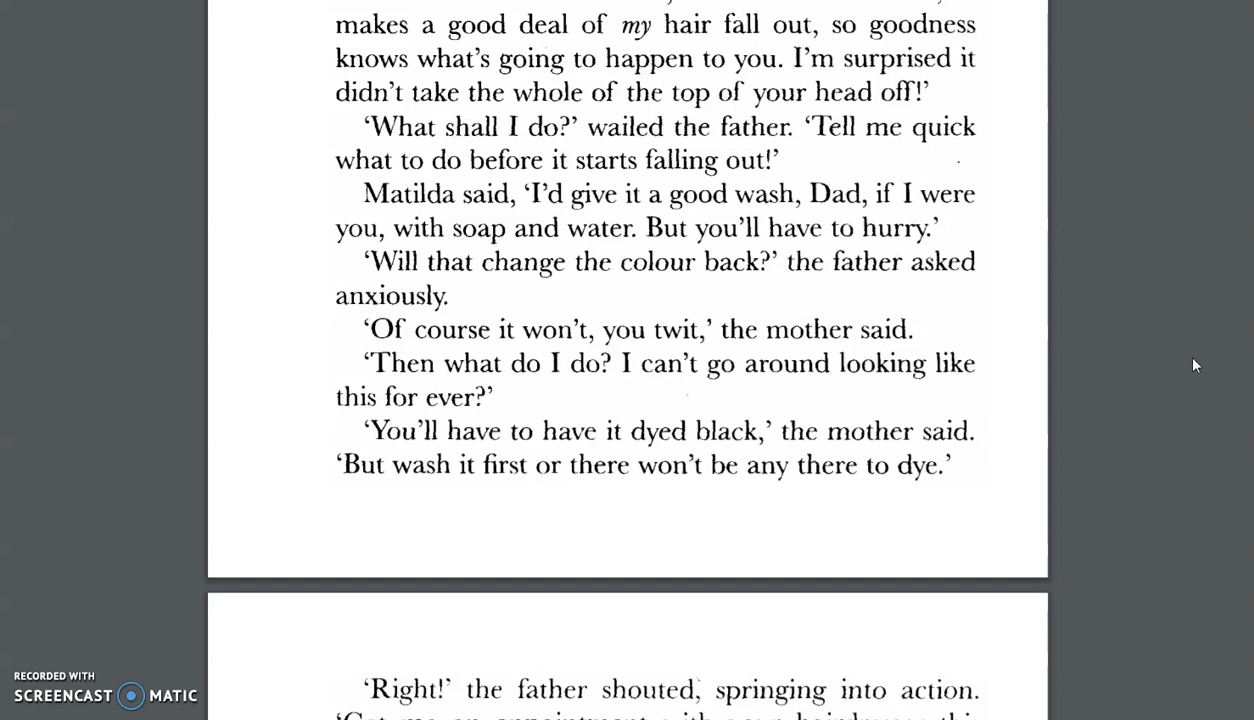 makes a good deal of my hair fall out, so goodness
knows what's going to happen to you. I'm surprised it
didn't take the whole of the top of your head off!'
'What shall I do?' wailed the father. 'Tell me quick
what to do before it starts falling out!'
Matilda said, 'I'd give it a good wash, Dad, if I were
you, with soap and water. But you'll have to hurry.'
'Will that change the colour back?' the father asked
anxiously.
'Of course it won't, you twit,' the mother said.
'Then what do I do? I can't go around looking like
this for ever?'
'You'll have to have it dyed black,' the mother said.
'But wash it first or there won't be any there to dye.'
'Right!' the father shouted, springing into action.
RECORDED WITH
SCREENCAST MATIC